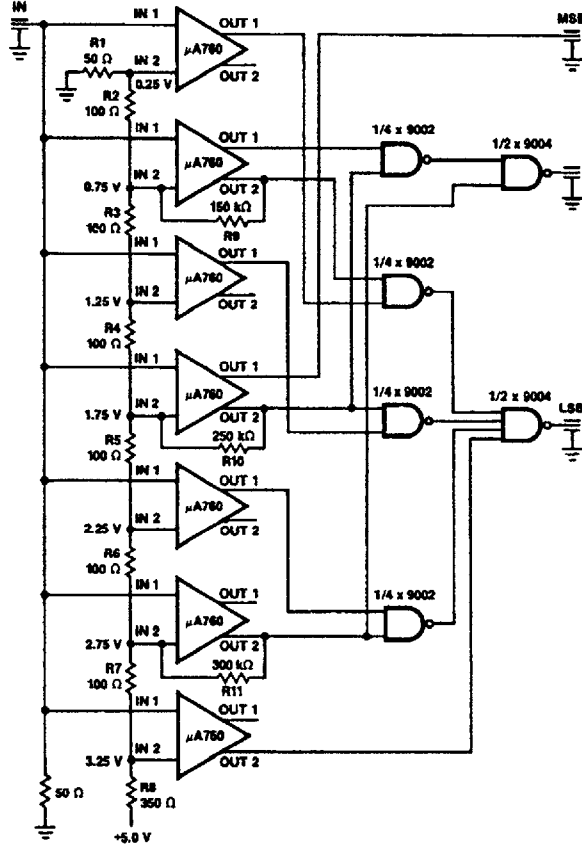 IN
OUT 1
MSB
IN 1
μA760
R1
50 Ω
IN 2
0.25 V
OUT 2
R2
100 Ω
IN 1
OUT 1
μA760
1/4 x 9002
1/2 x 9004
IN 2
0.75 V
OUT 2
150 kΩ
R9
R3
100 Ω
IN 1
OUT 1
μA760
1/4 x 9002
IN 2
1.25 V
OUT 2
R4
100 Ω
IN 1
OUT 1
μA760
1/4 x 9002
1/2 x 9004
IN 2
1.75 V
OUT 2
LSB
250 kΩ
R10
R5
100 Ω
IN 1
OUT 1
μA760
IN 2
2.25 V
OUT 2
R6
100 Ω
IN 1
OUT 1
μA760
1/4 x 9002
IN 2
2.75 V
OUT 2
300 kΩ
R11
R7
100 Ω
IN 1
OUT 1
μA760
IN 2
3.25 V
OUT 2
50 Ω
R8
350 Ω
+5.0 V